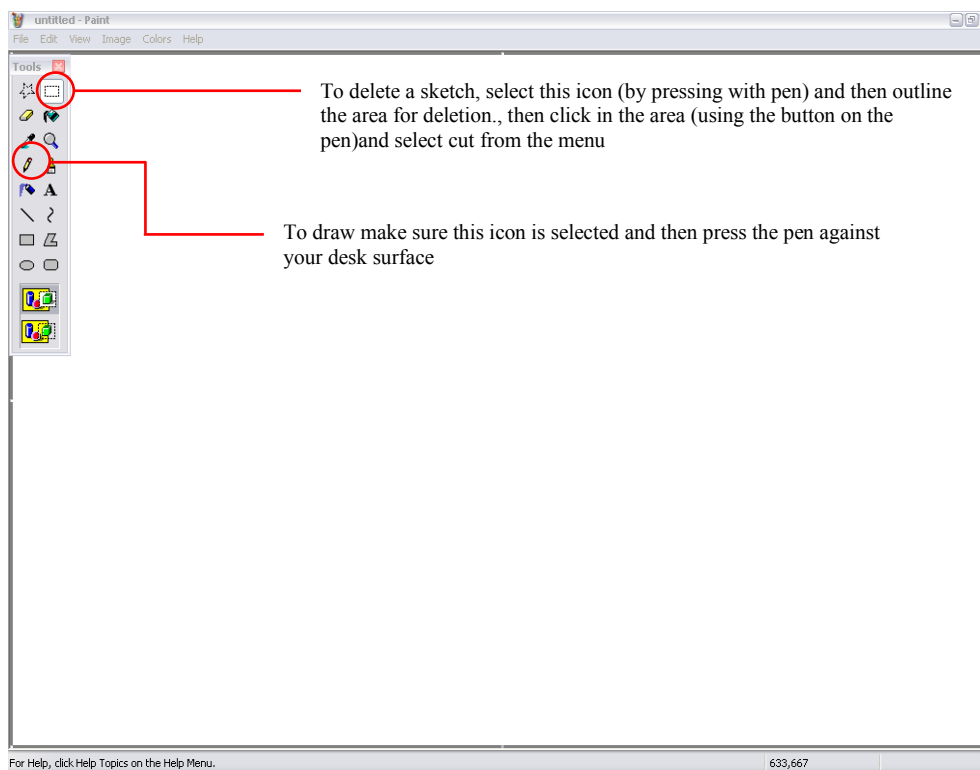 untitled - Paint
File Edit View Image Colors Help
Tools
To delete a sketch, select this icon (by pressing with pen) and then outline
the area for deletion., then click in the area (using the button on the
pen)and select cut from the menu
A
To draw make sure this icon is selected and then press the pen against
your desk surface
For Help, click Help Topics on the Help Menu.
633,667